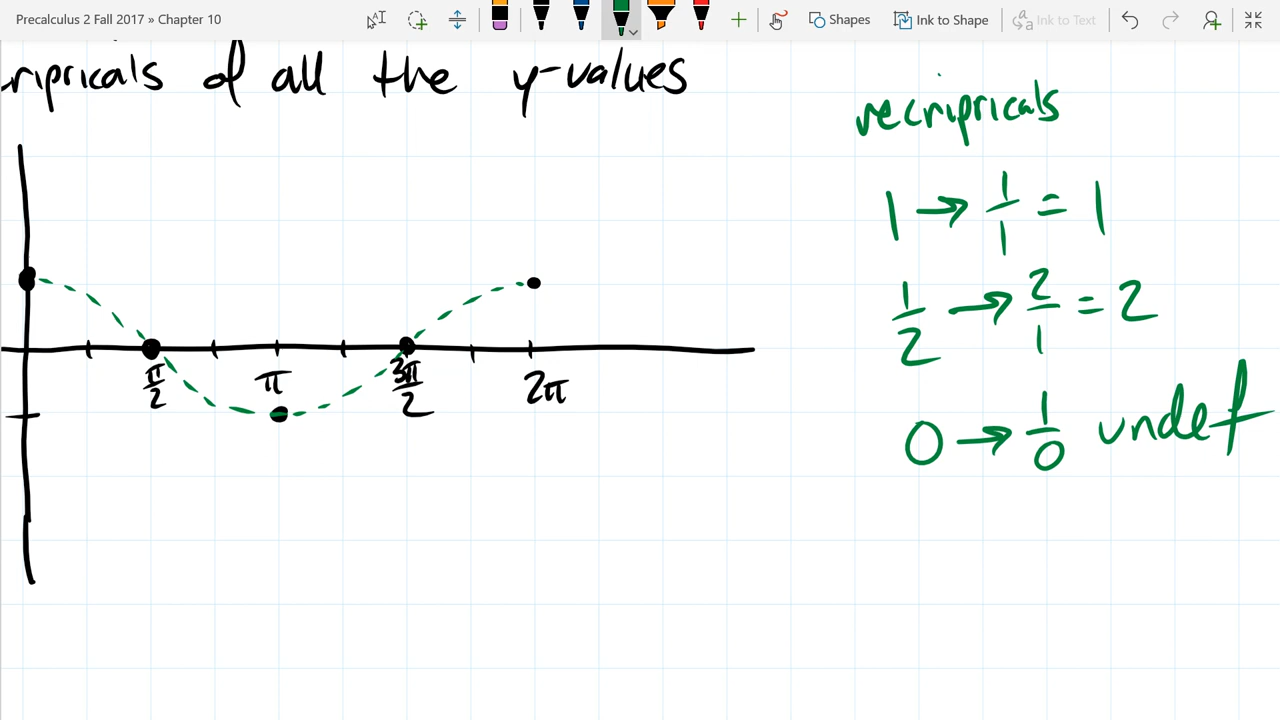 Precalculus 2 Fall 2017 » Chapter 10
Shapes
Ink to Shape
Ink to Text
ripricals of all the y-values
π/2
π
3π/2
2π
recripricals
1 → 1/1 = 1
1/2 → 2/1 = 2
0 → 1/0 undef